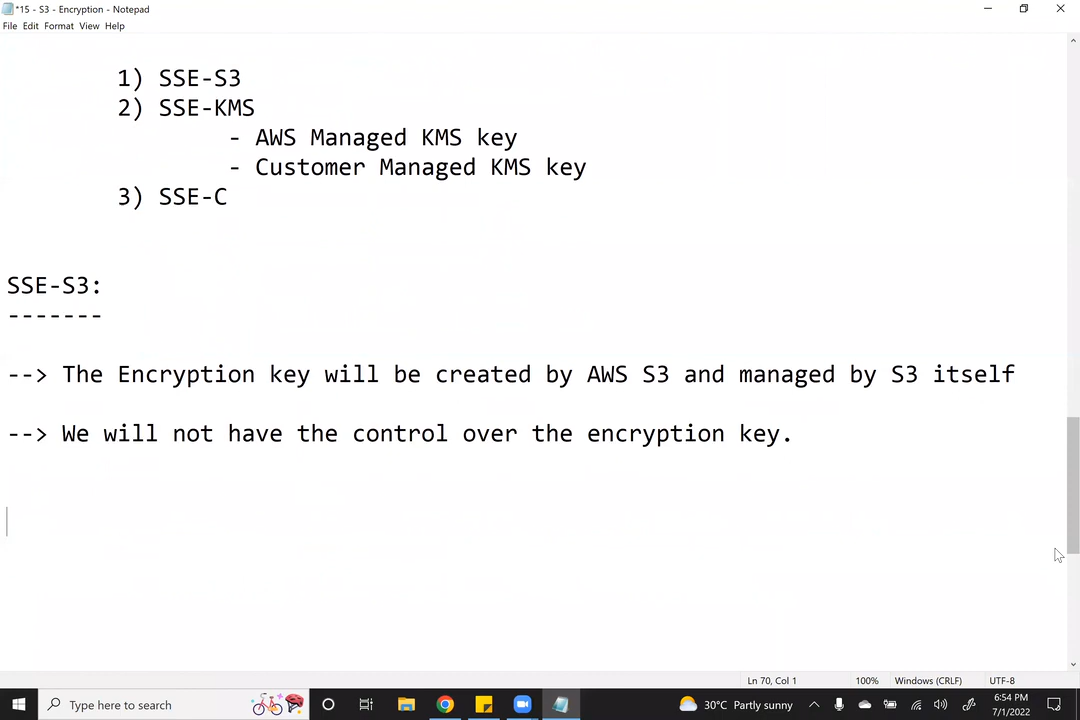 *15 - S3 - Encryption - Notepad
File Edit Format View Help
1) SSE-S3
2) SSE-KMS
- AWS Managed KMS key
- Customer Managed KMS key
3) SSE-C
SSE-S3:
-------
--> The Encryption key will be created by AWS S3 and managed by S3 itself
--> We will not have the control over the encryption key.
Ln 70, Col 1 100% Windows (CRLF) UTF-8
Type here to search
30°C Partly sunny
6:54 PM
7/1/2022